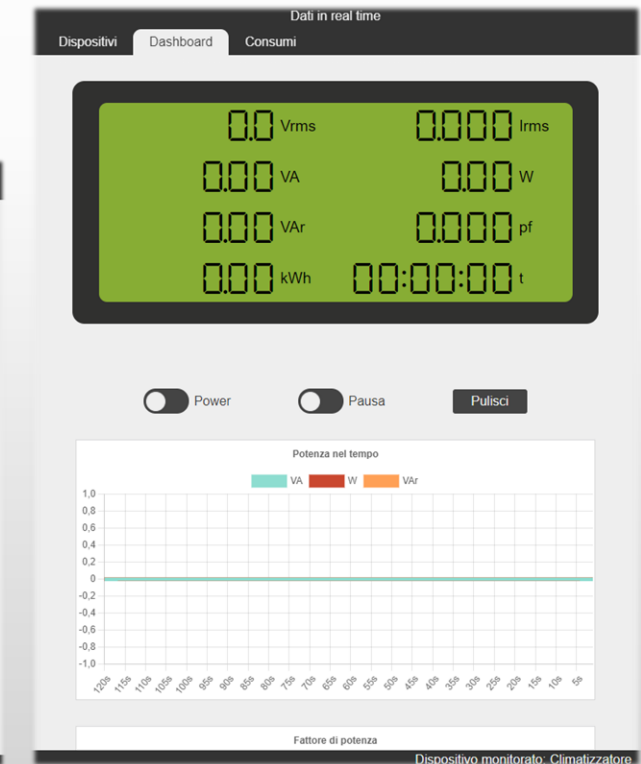 Dati in real time
Dispositivi Dashboard Consumi
0.0 Vrms 0.000 Irms
0.00 VA 0.00 W
0.00 VAr 0.000 pf
0.00 kWh 00:00:00 t
Power Pausa Pulisci
Potenza nel tempo
VA W VAr
1,0
0,8
0,6
0,4
0,2
0
-0,2
-0,4
-0,6
-0,8
-1,0
120s 115s 110s 105s 100s 95s 90s 85s 80s 75s 70s 65s 60s 55s 50s 45s 40s 35s 30s 25s 20s 15s 10s 5s
Fattore di potenza
Dispositivo monitorato: Climatizzatore